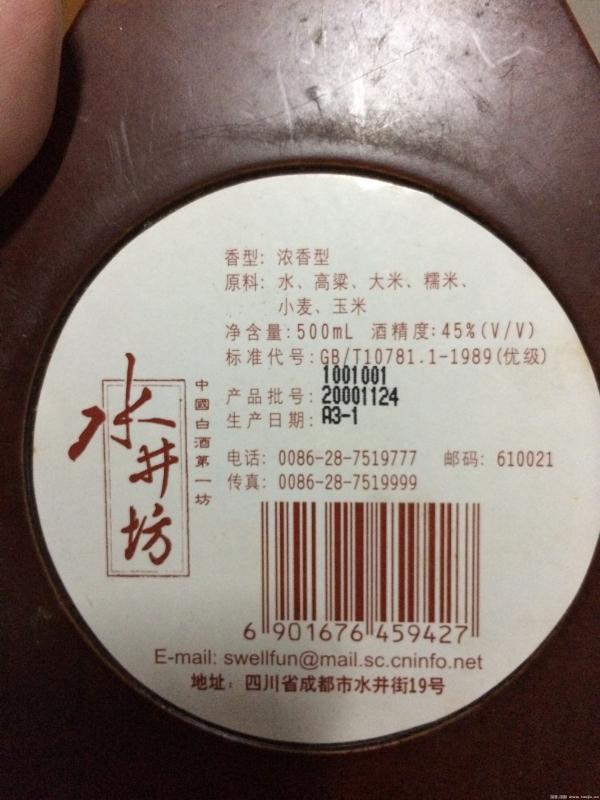 香型: 浓香型
原料: 水、高粱、大米、糯米、
小麦、玉米
净含量:500mL 酒精度:45%(V/V)
标准代号:GB/T10781.1-1989(优级)
1001001
产品批号: 20001124
生产日期: A3-1
电话: 0086-28-7519777 邮码: 610021
传真: 0086-28-7519999
水井坊
中國白酒第一坊
6 901676 459427
E-mail: swellfun@mail.sc.cninfo.net
地址: 四川省成都市水井街19号